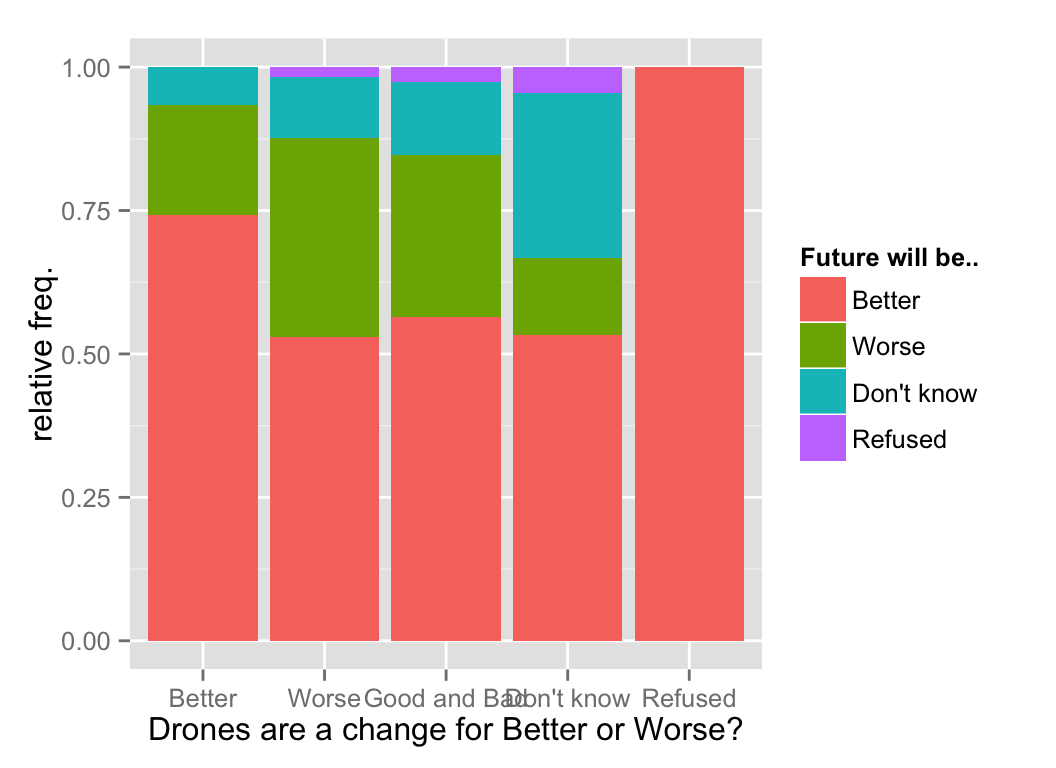 1.00
0.75
0.50
0.25
0.00
relative freq.
Better Worse Good and Bad Don't know Refused
Drones are a change for Better or Worse?
Future will be..
Better
Worse
Don't know
Refused